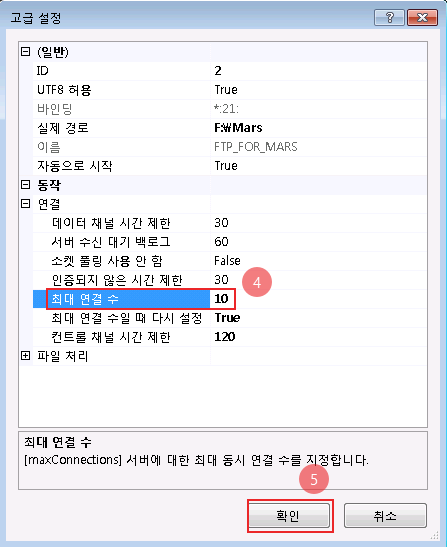 고급 설정
(일반)
ID 2
UTF8 허용 True
바인딩 *:21:
실제 경로 F:\Mars
이름 FTP_FOR_MARS
자동으로 시작 True
동작
연결
데이터 채널 시간 제한 30
서버 수신 대기 백로그 60
소켓 풀링 사용 안 함 False
인증되지 않은 시간 제한 30
4
최대 연결 수 10
최대 연결 수일 때 다시 설정 True
컨트롤 채널 시간 제한 120
파일 처리
최대 연결 수
[maxConnections] 서버에 대한 최대 동시 연결 수를 지정합니다.
5
확인 취소